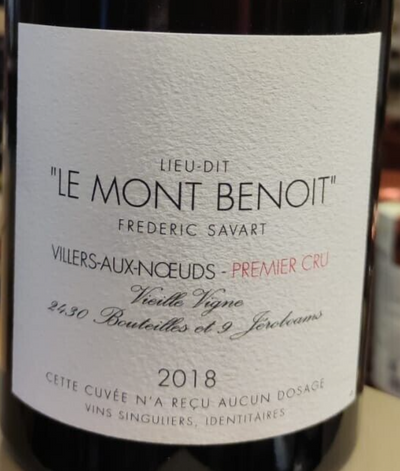 LIEU-DIT
"LE MONT BENOIT"
FREDERIC SAVART
VILLERS-AUX-NŒUDS - PREMIER CRU
Vieille Vigne
2430 Bouteilles et 9 Jéroboams
2018
CETTE CUVÉE N'A REÇU AUCUN DOSAGE
VINS SINGULIERS, IDENTITAIRES